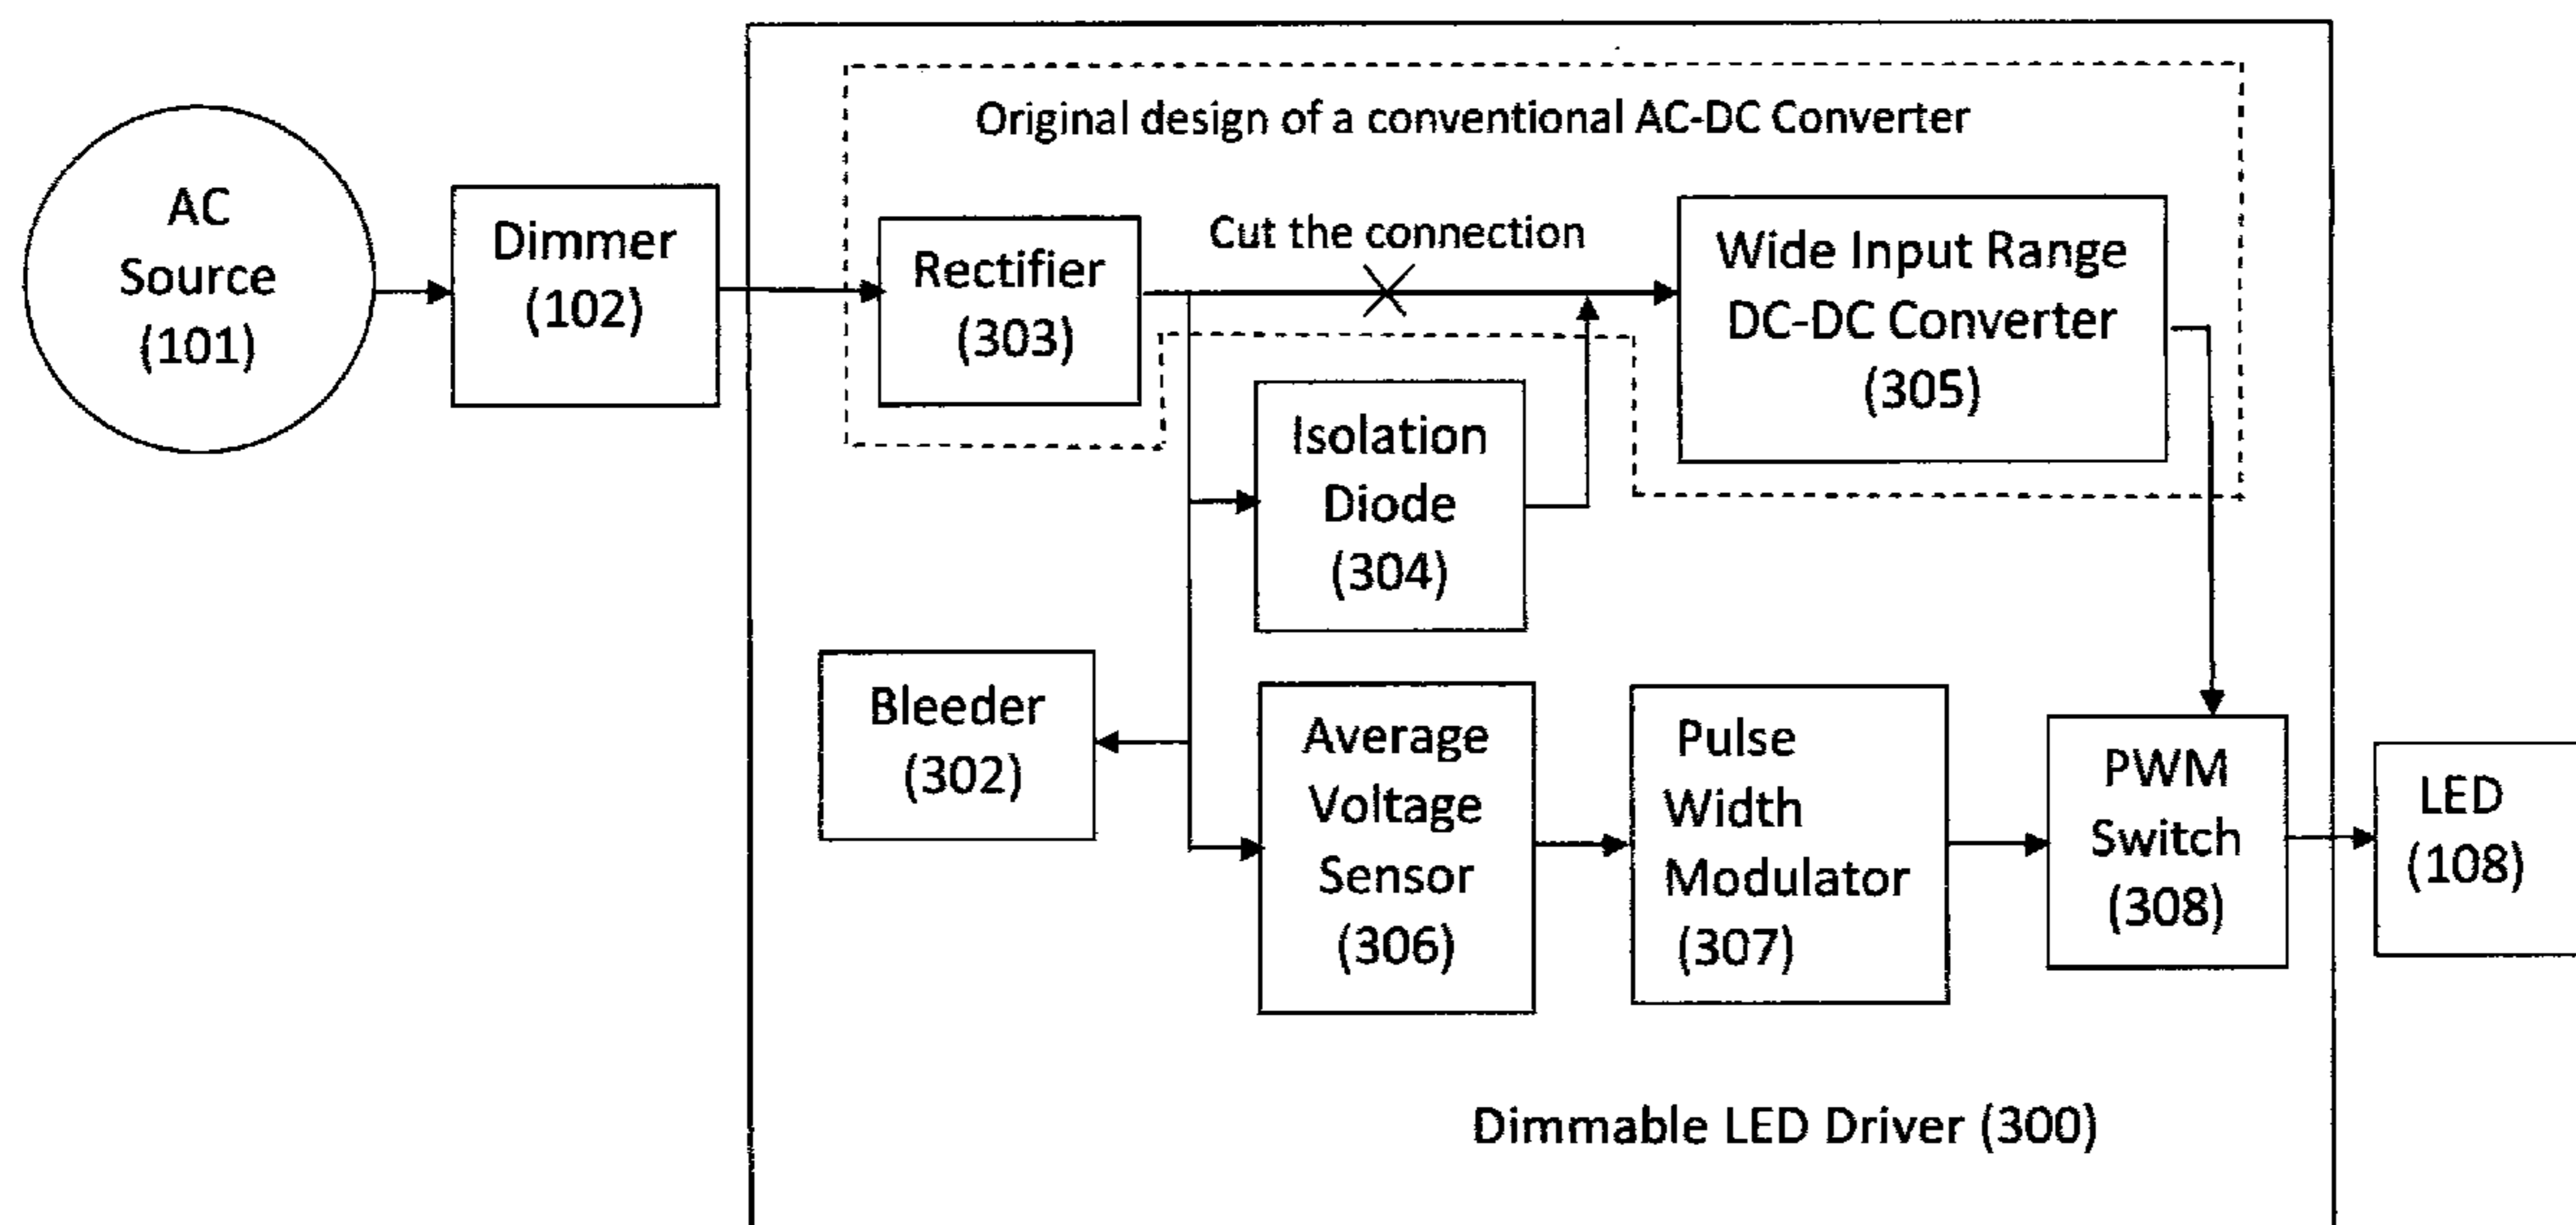 Original design of a conventional AC-DC Converter
AC
Source
(101)
Dimmer
(102)
Rectifier
(303)
Cut the connection
Wide Input Range
DC-DC Converter
(305)
Isolation
Diode
(304)
Bleeder
(302)
Average
Voltage
Sensor
(306)
Pulse
Width
Modulator
(307)
PWM
Switch
(308)
LED
(108)
Dimmable LED Driver (300)